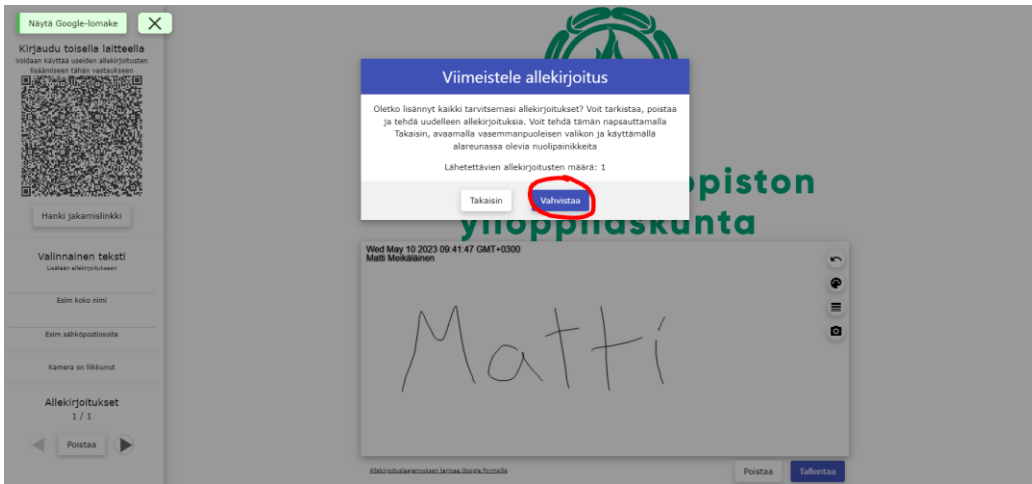 Näytä Google-lomake
Kirjaudu toisella laitteella
Voidaan käyttää useiden allekirjoitusten
lisäämiseen tähän vastaukseen
Hanki jakamislinkki
Valinnainen teksti
Lisätään allekirjoitukseen
Esim koko nimi
Esim sähköpostiosoite
Kamera on liikkunut
Allekirjoitukset
1 / 1
Poistaa
Viimeistele allekirjoitus
Oletko lisännyt kaikki tarvitsemasi allekirjoitukset? Voit tarkistaa, poistaa
ja tehdä uudelleen allekirjoituksia. Voit tehdä tämän napsauttamalla
Takaisin, avaamalla vasemmanpuoleisen valikon ja käyttämällä
alareunassa olevia nuolipainikkeita
Lähetettävien allekirjoitusten määrä: 1
Takaisin
Vahvistaa
opiston
ylioppilaskunta
Wed May 10 2023 09:41:47 GMT+0300
Matti Meikäläinen
Matti
Allekirjoituslaajennuksen tarjoaa Google Formsille
Poistaa
Tallentaa